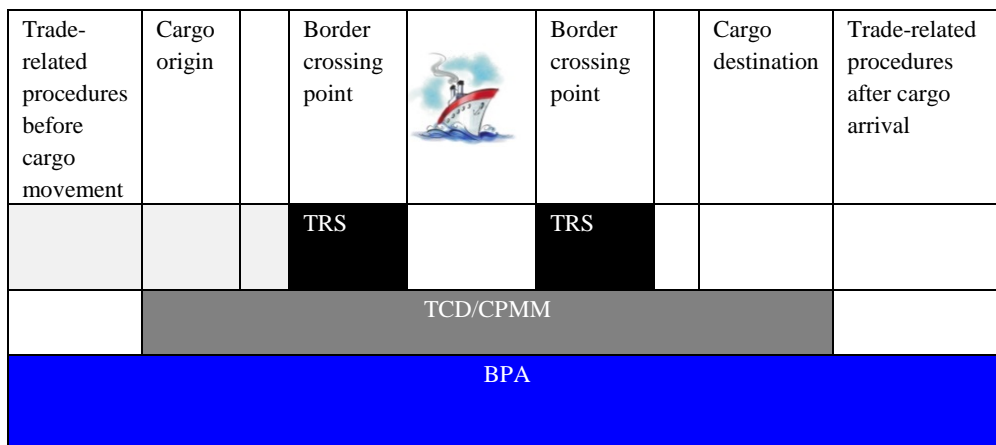 Trade-
related
procedures
before
cargo
movement
Cargo
origin
Border
crossing
point
Border
crossing
point
Cargo
destination
Trade-related
procedures
after cargo
arrival
TRS
TRS
TCD/CPMM
BPA